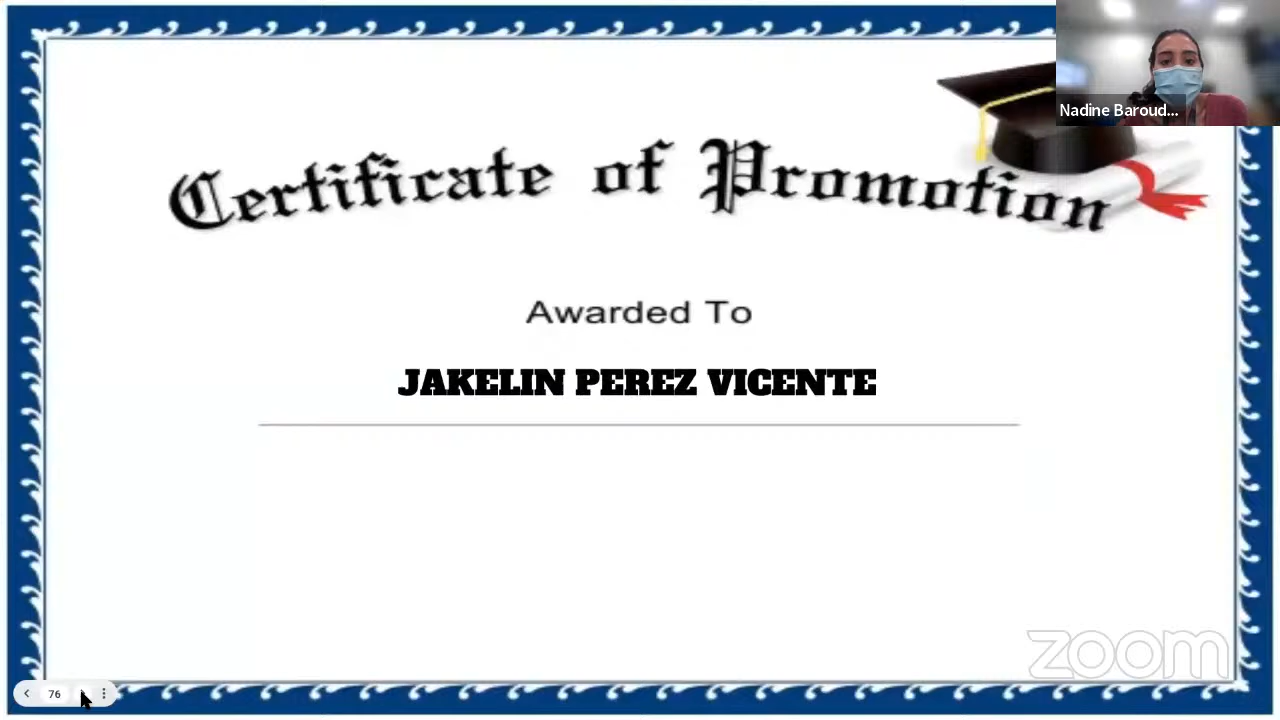 Nadine Baroud...
Certificate of Promotion
Awarded To
JAKELIN PEREZ VICENTE
zoom
76